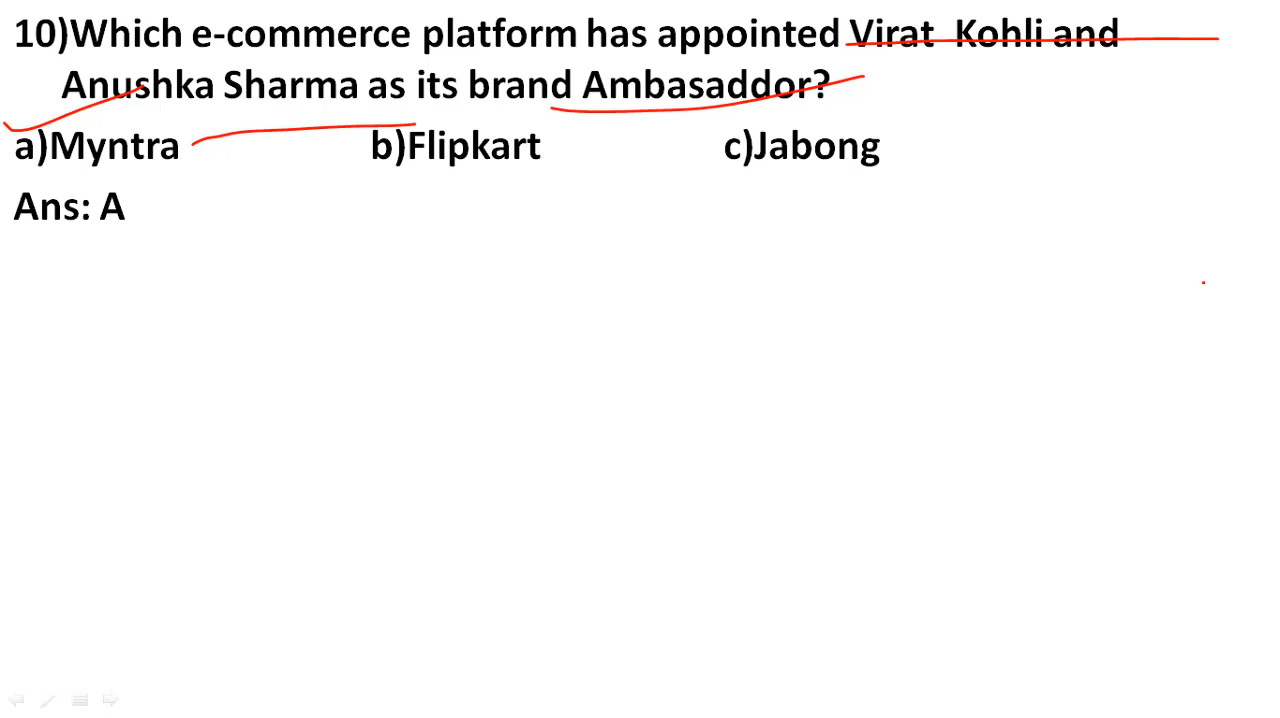 10)Which e-commerce platform has appointed Virat  Kohli and
Anushka Sharma as its brand Ambasaddor?
a)Myntra b)Flipkart c)Jabong
Ans: A